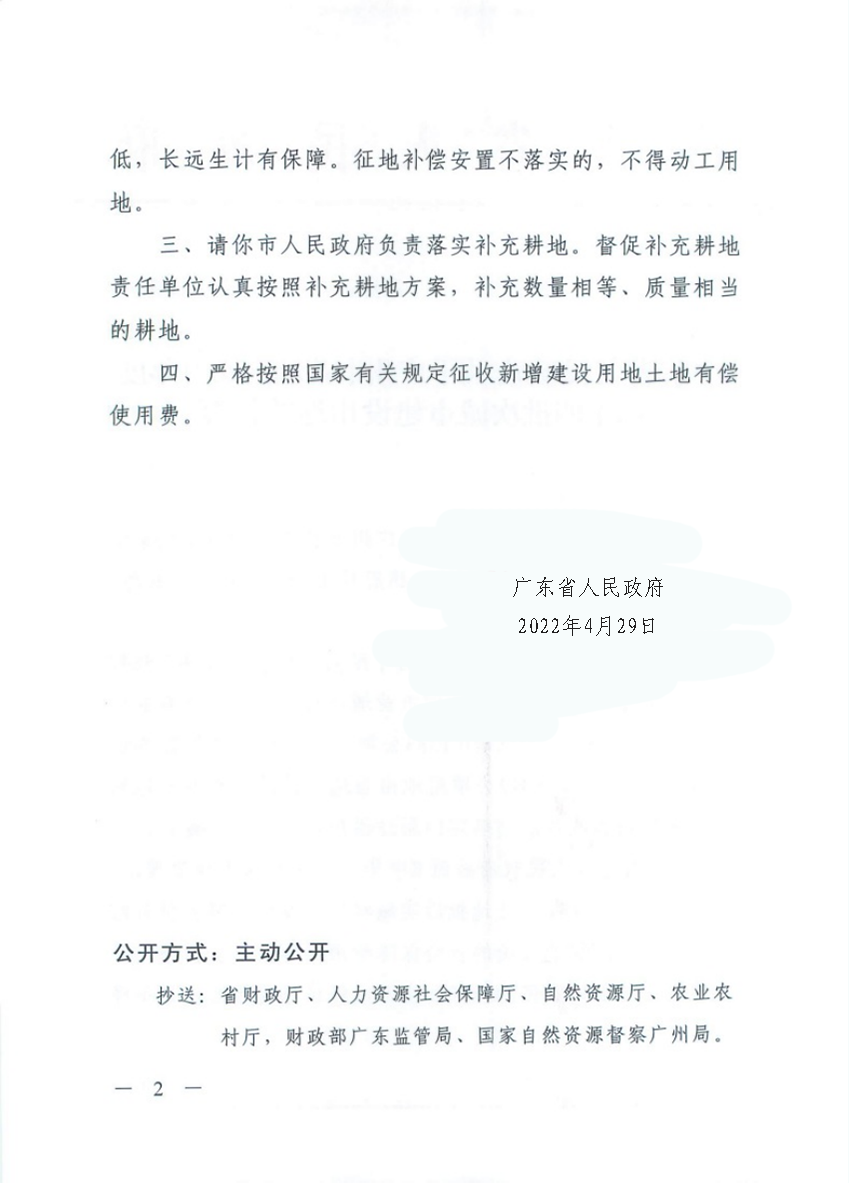 低，长远生计有保障。征地补偿安置不落实的，不得动工用
地。
三、请你市人民政府负责落实补充耕地。督促补充耕地
责任单位认真按照补充耕地方案，补充数量相等、质量相当
的耕地。
四、严格按照国家有关规定征收新增建设用地土地有偿
使用费。
广东省人民政府
2022年4月29日
公开方式：主动公开
抄送：省财政厅、人力资源社会保障厅、自然资源厅、农业农
村厅，财政部广东监管局、国家自然资源督察广州局。
— 2 —